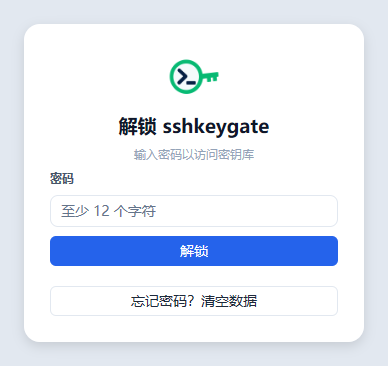 解锁 sshkeygate
输入密码以访问密钥库
密码
至少 12 个字符
解锁
忘记密码？清空数据